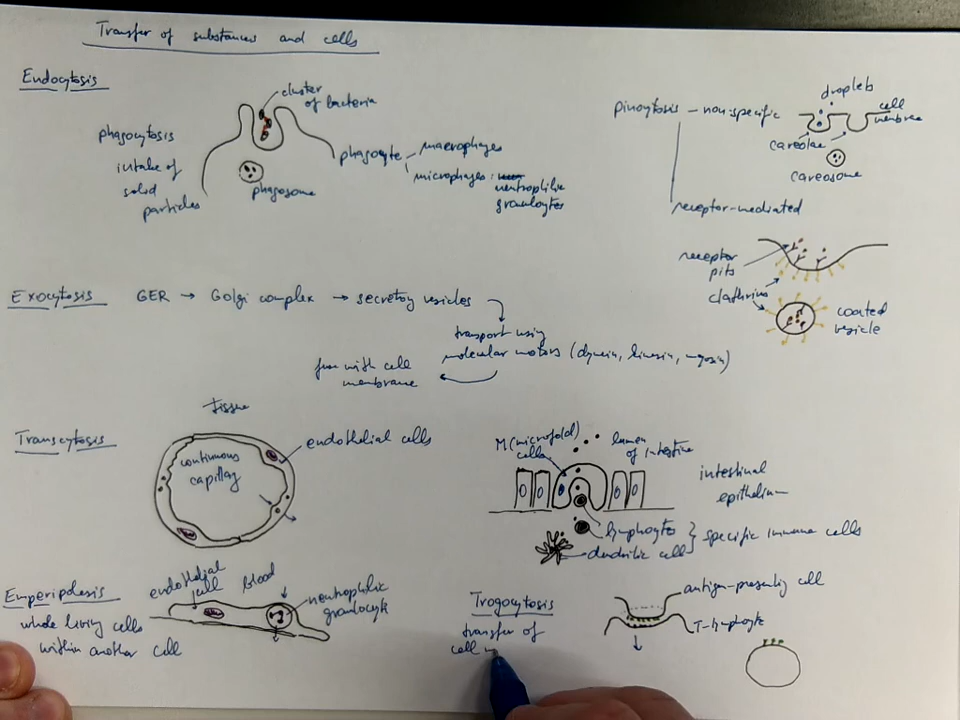 Transfer of substances and cells
Endocytosis
cluster
of bacteria
phagocytosis
intake of
solid
particles
phagosome
phagocyte
macrophages
microphages:
neutrophilic
granulocytes
pinocytosis – non-specific
droplets
cell
membrane
caveolae
caveosome
receptor-mediated
receptor
pits
clathrins
coated
vesicle
Exocytosis GER → Golgi complex → secretory vesicles
transport using
molecular motors (dynein, kinesin, myosin)
fuse with cell
membrane
Transcytosis
tissue
endothelial cells
continuous
capillary
M (microfold)
cells
lumen
of intestine
intestinal
epithelium
lymphocytes
dendritic cell
specific immune cells
Emperipolesis
whole living cells
within another cell
endothelial
cell
blood
neutrophilic
granulocyte
Trogocytosis
transfer of
cell
antigen-presenting cell
T-lymphocyte